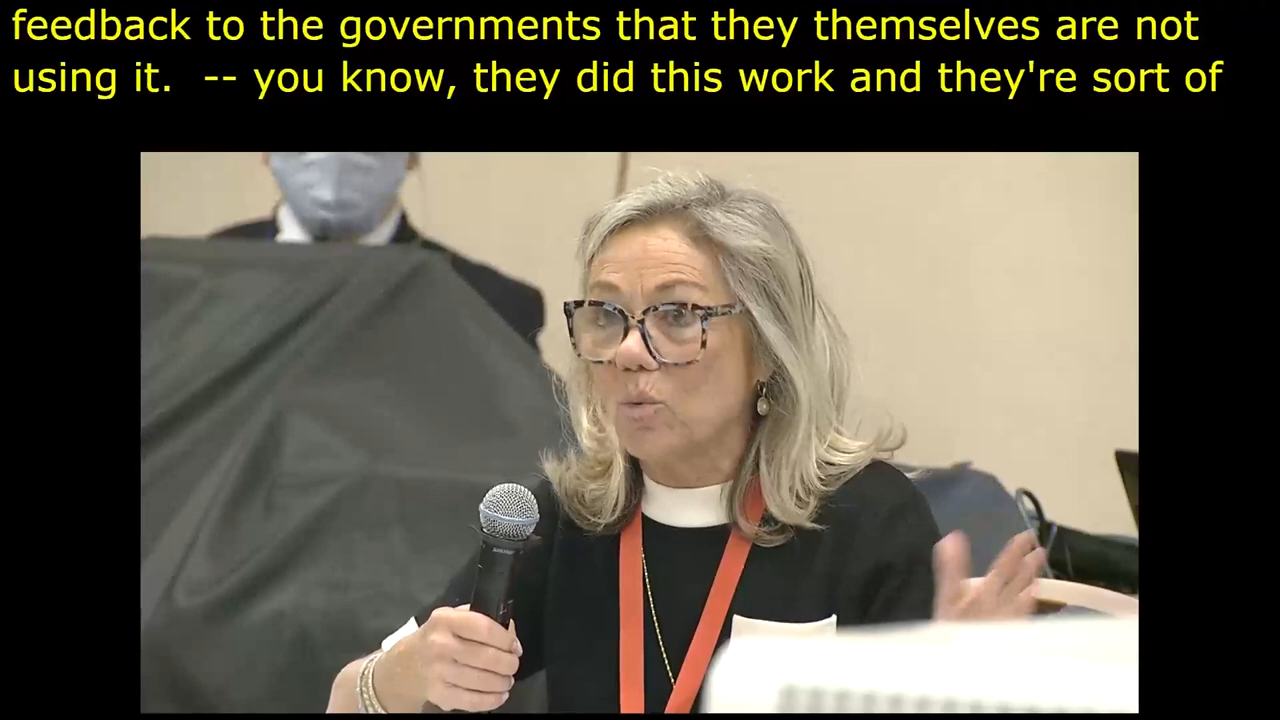 feedback to the governments that they themselves are not
using it.  -- you know, they did this work and they're sort of